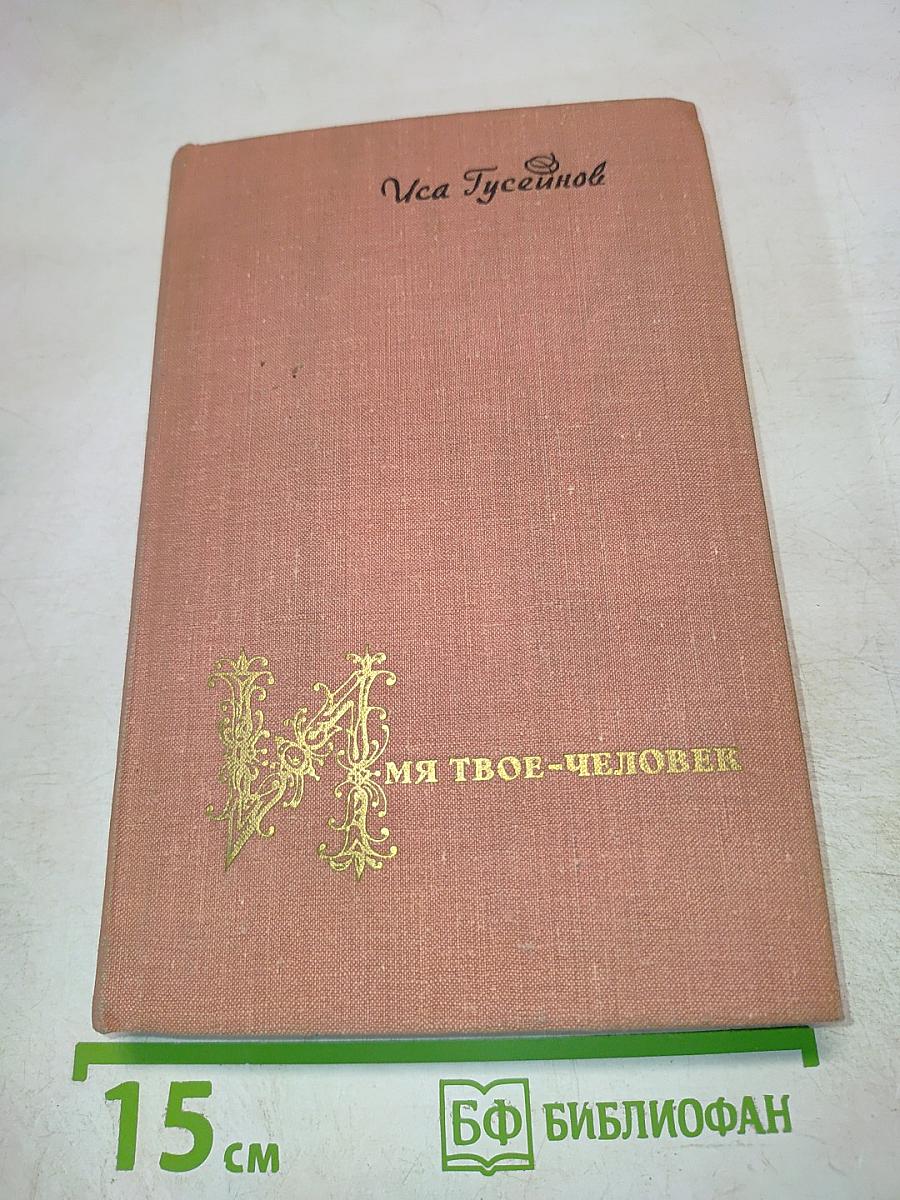 Иса Гусейнов
Имя твое-человек
15 см
БФ БИБЛИОФАН